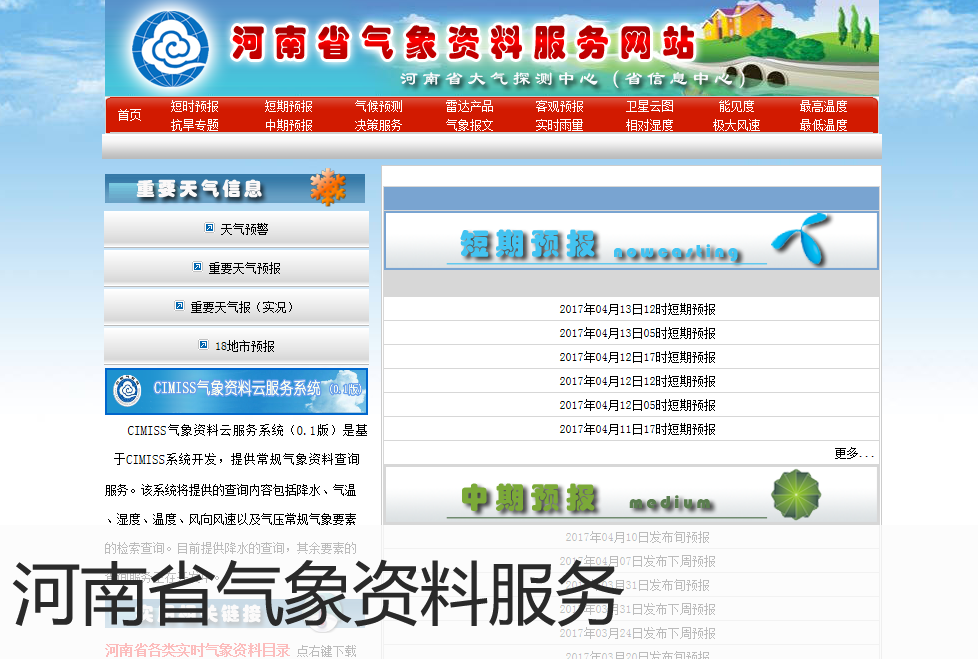 河南省气象资料服务网站
河南省大气探测中心（省信息中心）
首页 短时预报 短期预报 气候预测 雷达产品 客观预报 卫星云图 能见度 最高温度
抗旱专题 中期预报 决策服务 气象报文 实时雨量 相对湿度 极大风速 最低温度
重要天气信息
天气预警
重要天气预报
重要天气报（实况）
18地市预报
CIMISS气象资料云服务系统（0.1版）
CIMISS气象资料云服务系统（0.1版）是基
于CIMISS系统开发，提供常规气象资料查询
服务。该系统将提供的查询内容包括降水、气温
、湿度、温度、风向风速以及气压常规气象要素
的检索查询。目前提供降水的查询，其余要素的
河南省各类实时气象资料目录 点右键下载
短期预报 nowcasting
2017年04月13日12时短期预报
2017年04月13日05时短期预报
2017年04月12日17时短期预报
2017年04月12日12时短期预报
2017年04月12日05时短期预报
2017年04月11日17时短期预报
更多...
中期预报 madium
2017年04月10日发布旬预报
2017年04月07日发布下周预报
03月31日发布旬预报
03月31日发布下周预报
2017年03月24日发布下周预报
2017年03月20日发布旬预报
河南省气象资料服务